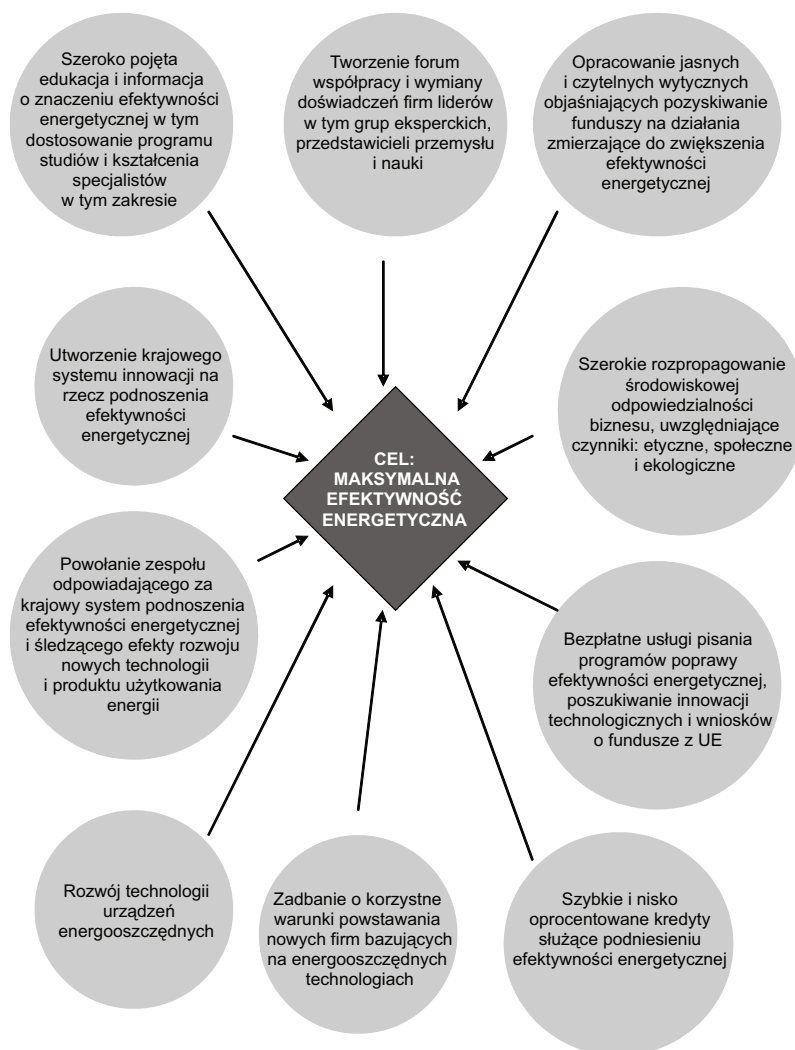 Szeroko pojęta
edukacja i informacja
o znaczeniu efektywności
energetycznej w tym
dostosowanie programu
studiów i kształcenia
specjalistów
w tym zakresie
Tworzenie forum
współpracy i wymiany
doświadczeń firm liderów
w tym grup eksperckich,
przedstawicieli przemysłu
i nauki
Opracowanie jasnych
i czytelnych wytycznych
objaśniających pozyskiwanie
funduszy na działania
zmierzające do zwiększenia
efektywności
energetycznej
Utworzenie krajowego
systemu innowacji na
rzecz podnoszenia
efektywności
energetycznej
Szerokie rozpropagowanie
środowiskowej
odpowiedzialności
biznesu, uwzględniające
czynniki: etyczne, społeczne
i ekologiczne
CEL:
MAKSYMALNA
EFEKTYWNOŚĆ
ENERGETYCZNA
Powołanie zespołu
odpowiadającego za
krajowy system podnoszenia
efektywności energetycznej
i śledzącego efekty rozwoju
nowych technologii
i produktu użytkowania
energii
Bezpłatne usługi pisania
programów poprawy
efektywności energetycznej,
poszukiwanie innowacji
technologicznych i wniosków
o fundusze z UE
Rozwój technologii
urządzeń
energooszczędnych
Zadbanie o korzystne
warunki powstawania
nowych firm bazujących
na energooszczędnych
technologiach
Szybkie i nisko
oprocentowane kredyty
służące podniesieniu
efektywności energetycznej